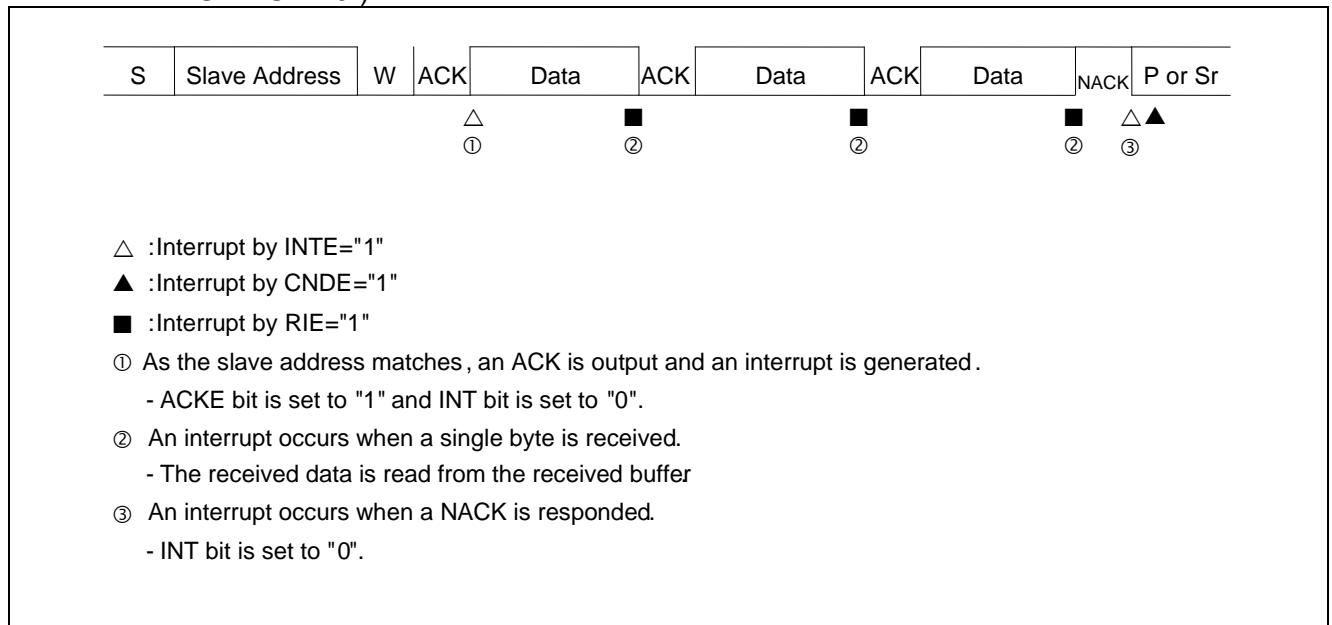 S Slave Address W ACK Data ACK Data ACK Data NACK P or Sr
△ ■ ■ ■ △▲
① ② ② ② ③
△ :Interrupt by INTE="1"
▲ :Interrupt by CNDE="1"
■ :Interrupt by RIE="1"
① As the slave address matches, an ACK is output and an interrupt is generated.
- ACKE bit is set to "1" and INT bit is set to "0".
② An interrupt occurs when a single byte is received.
- The received data is read from the received buffer
③ An interrupt occurs when a NACK is responded.
- INT bit is set to "0".